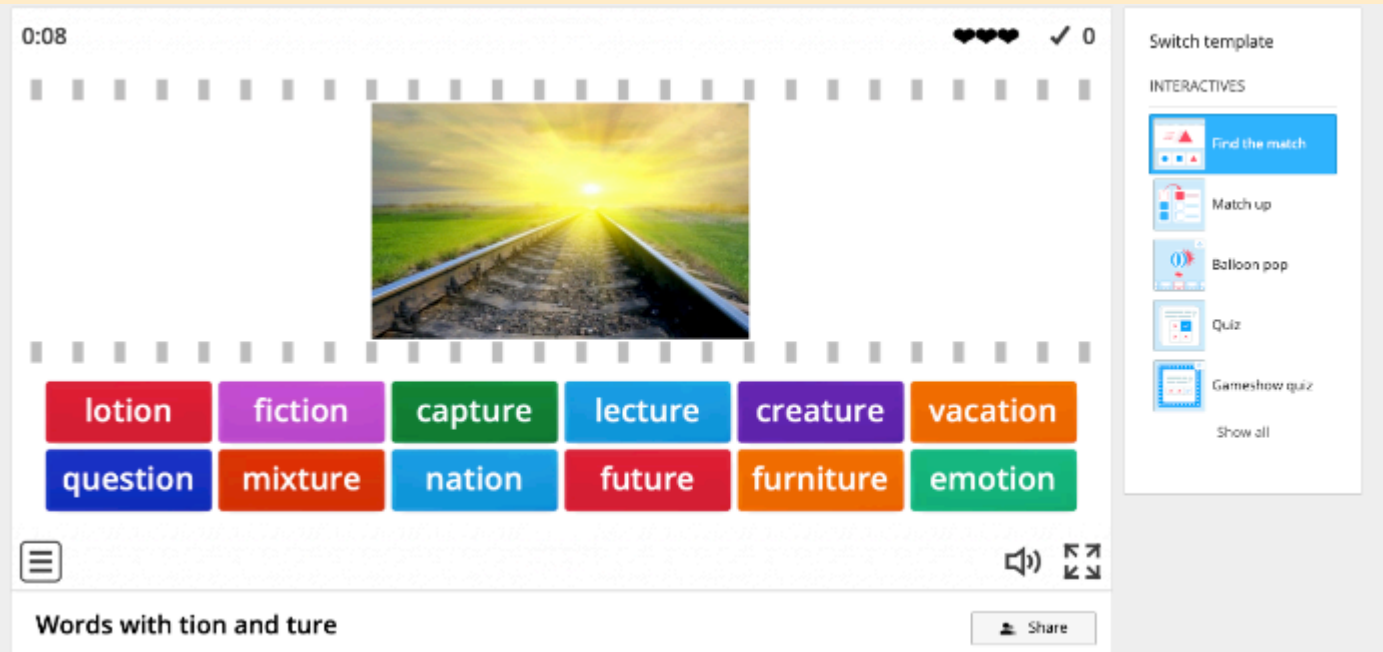 0:08
✓ 0
Switch template
INTERACTIVES
Find the match
Match up
Balloon pop
Quiz
Gameshow quiz
Show all
lotion fiction capture lecture creature vacation
question mixture nation future furniture emotion
Words with tion and ture
Share